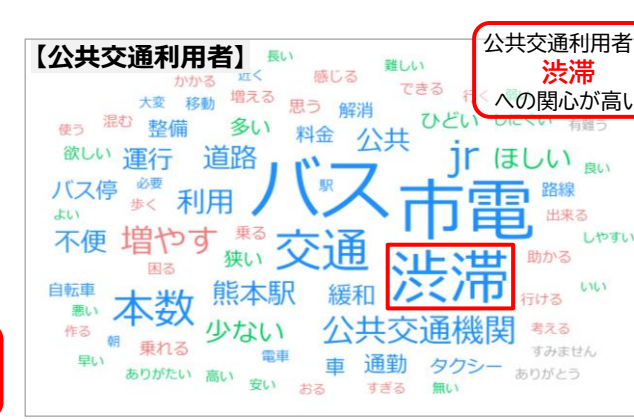 【公共交通利用者】
公共交通利用者
渋滞
への関心が高い
長い
難しい
かかる
近く
感じる
できる
行く
大変
移動
増える
思う
解消
ひどい
しにくい
有難う
使う
混む
整備
多い
料金
公共
欲しい
運行
道路
バス
駅
市電
jr
ほしい
良い
バス停
必要
歩く
利用
路線
よい
出来る
不便
増やす
乗る
狭い
交通
渋滞
助かる
しやすい
困る
自転車
悪い
本数
熊本駅
緩和
行ける
いい
作る
朝
乗れる
少ない
公共交通機関
考える
早い
電車
車
通勤
タクシー
すみません
ありがたい
高い
安い
おる
すぎる
無い
ありがとう